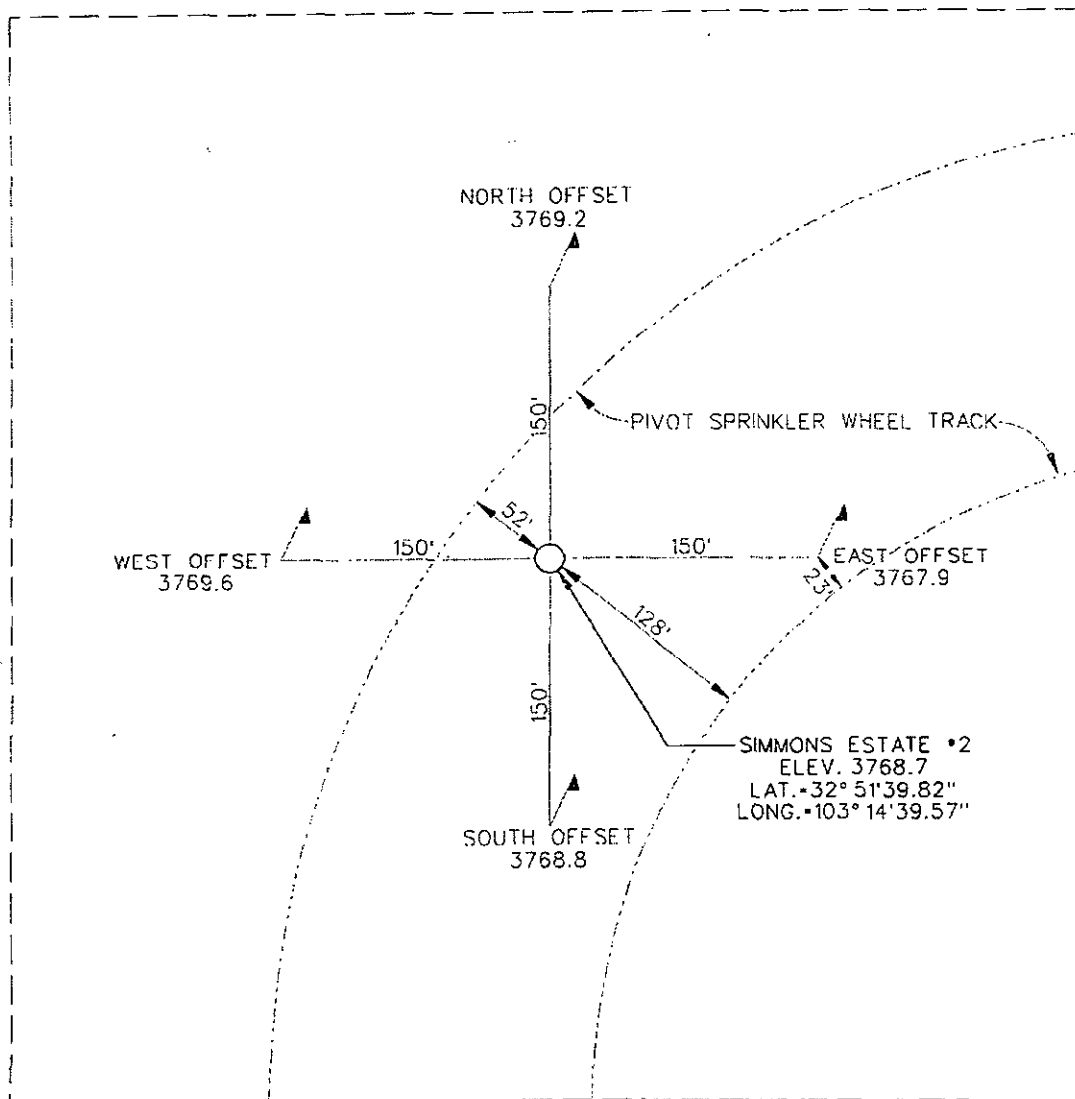 NORTH OFFSET
3769.2
150'
PIVOT SPRINKLER WHEEL TRACK
52'
WEST OFFSET
3769.6
150'
150'
EAST OFFSET
3767.9
23'
128'
150'
SIMMONS ESTATE #2
ELEV. 3768.7
LAT.=32° 51'39.82"
LONG.=103° 14'39.57"
SOUTH OFFSET
3768.8